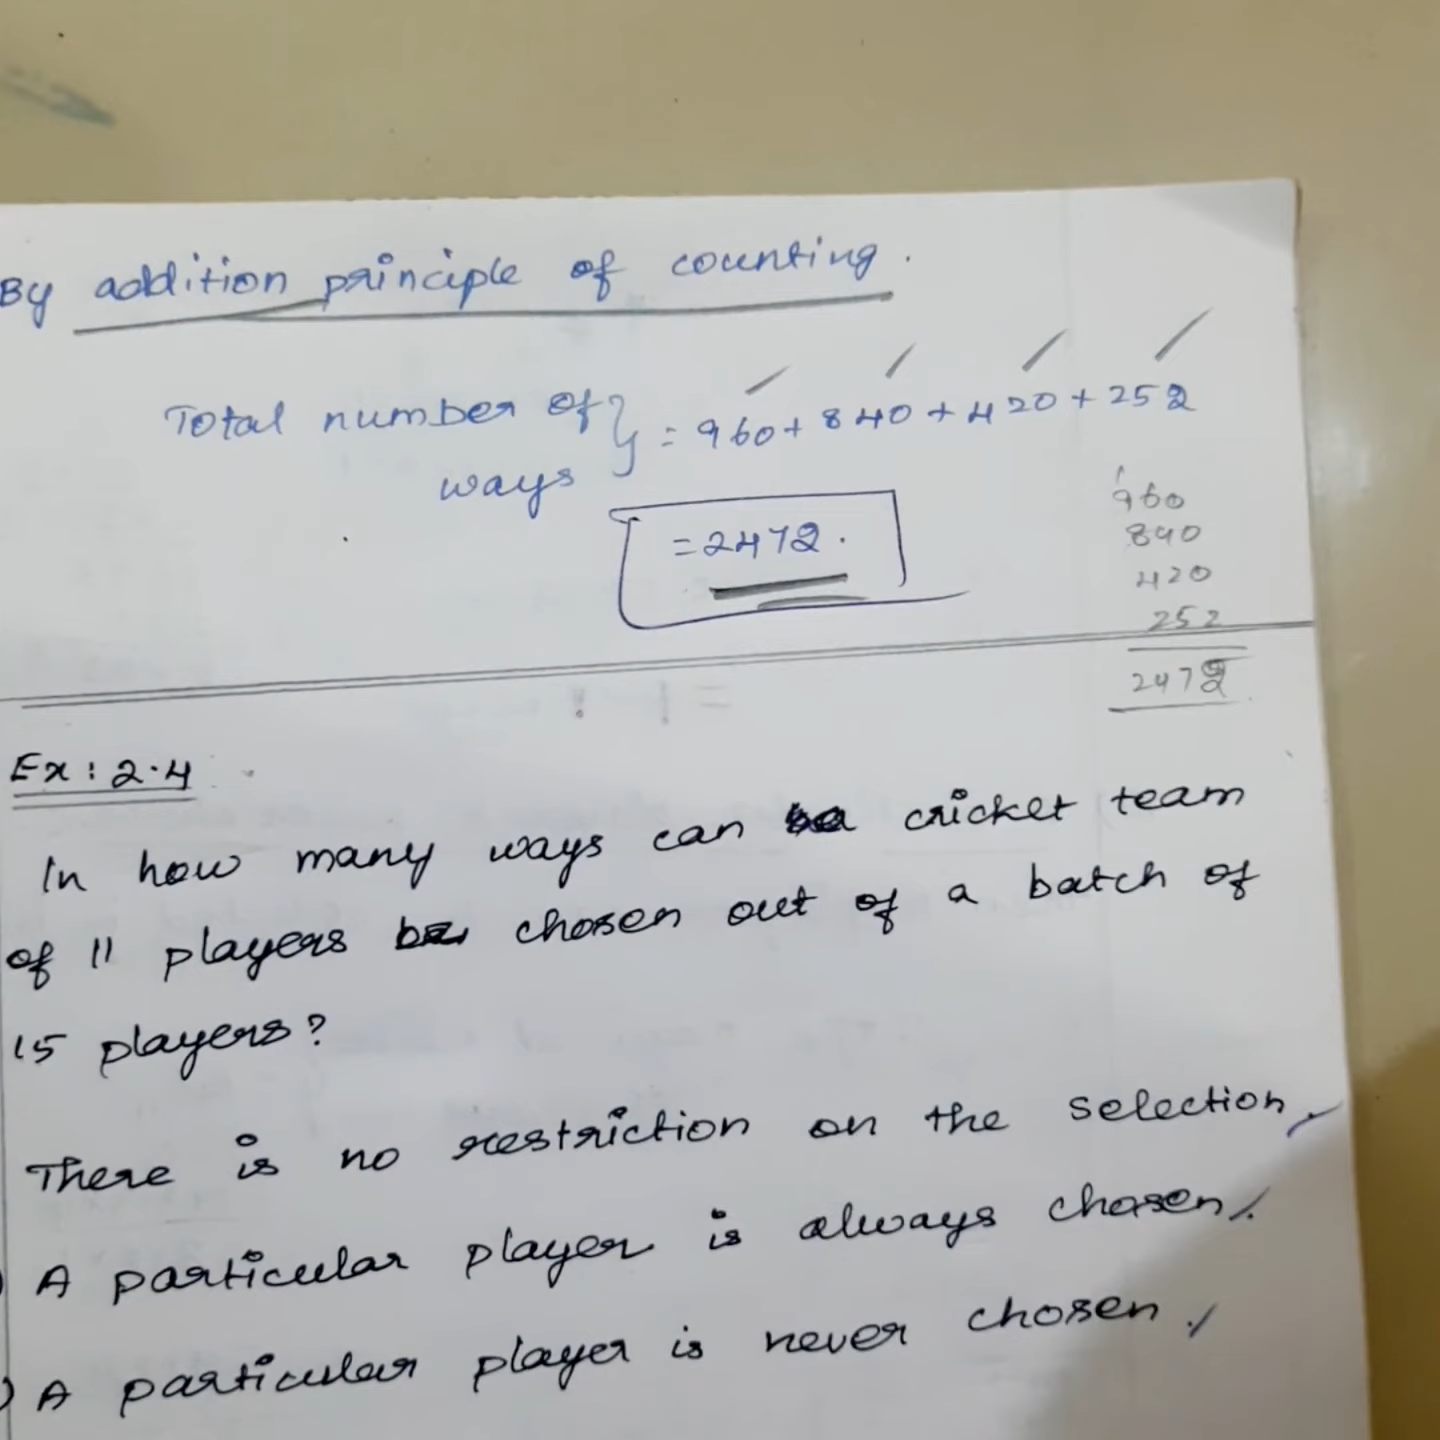 By addition principle of counting.
Total number of } = 960 + 840 + 420 + 252
ways
= 2472.
960
840
420
252
2472
Ex: 2.4
In how many ways can a cricket team
of 11 players be chosen out of a batch of
15 players?
There is no restriction on the selection.
) A particular player is always chosen.
) A particular player is never chosen.